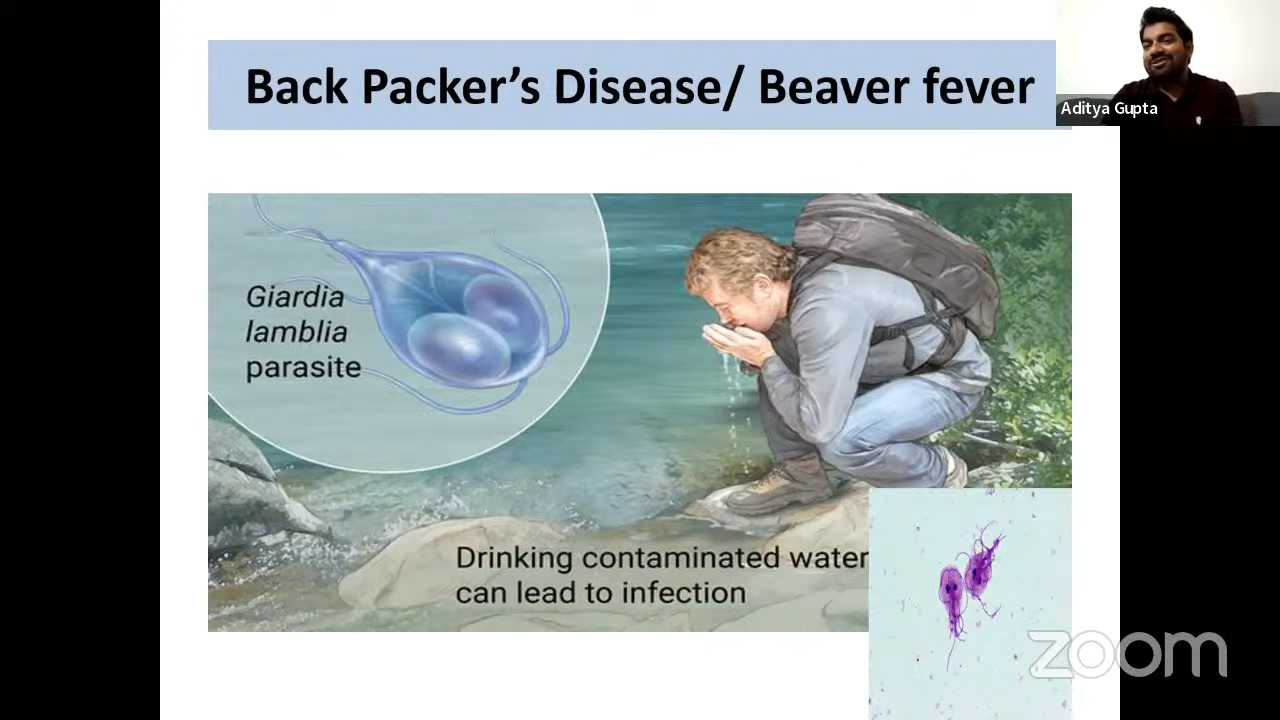 Back Packer's Disease/ Beaver fever
Aditya Gupta
Giardia
lamblia
parasite
Drinking contaminated water
can lead to infection
zoom